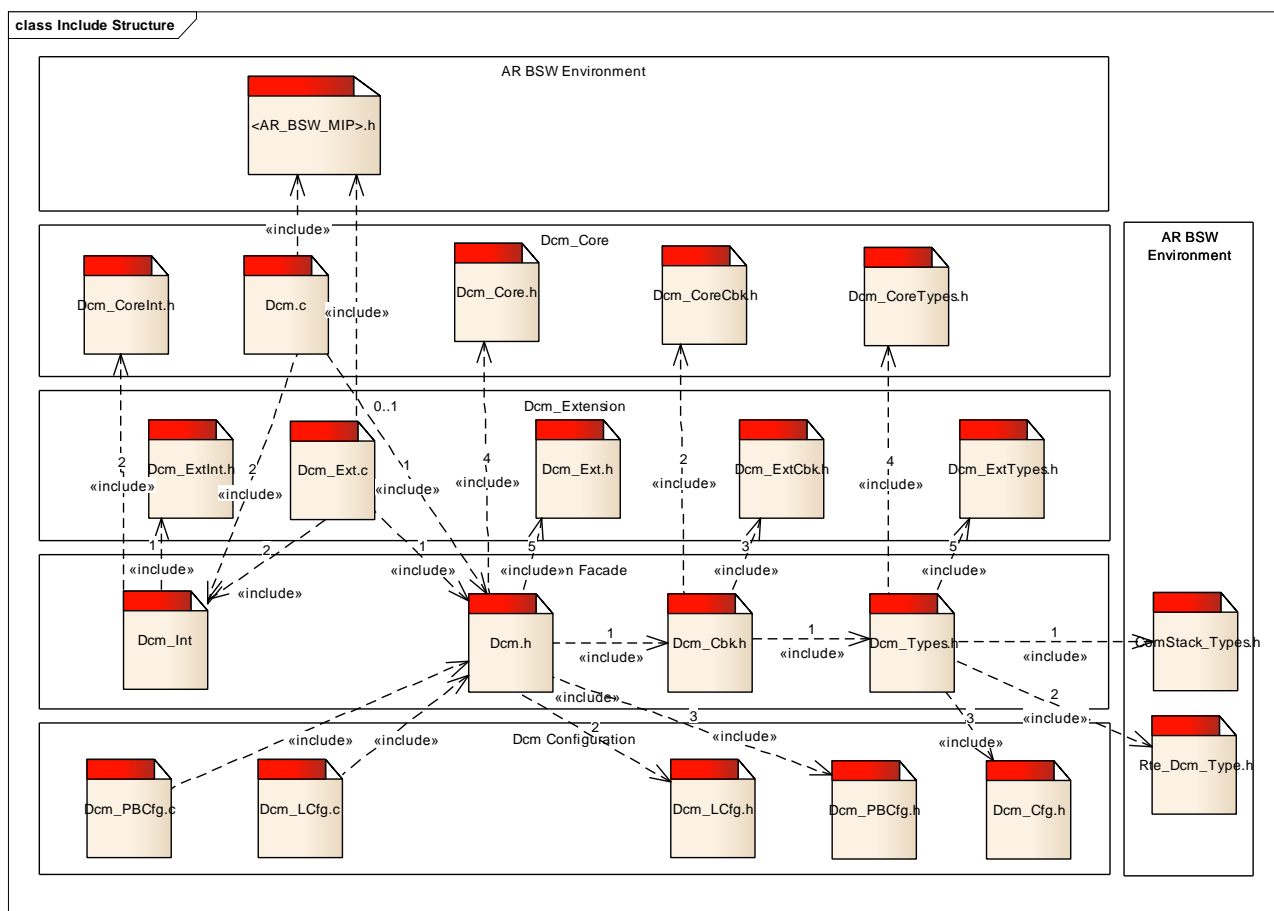 class Include Structure
AR BSW Environment
<AR_BSW_MIP>.h
«include»
«include»
Dcm_Core
Dcm_CoreInt.h
Dcm.c
Dcm_Core.h
Dcm_CoreCbk.h
Dcm_CoreTypes.h
AR BSW
Environment
Dcm_Extension
0..1
Dcm_ExtInt.h
Dcm_Ext.c
Dcm_Ext.h
Dcm_ExtCbk.h
Dcm_ExtTypes.h
2
«include»
2
«include»
1
«include»
4
«include»
2
«include»
4
«include»
1
«include»
2
«include»
1
«include»
5
«include»
n Facade
3
«include»
5
«include»
Dcm_Int
Dcm.h
1
«include»
Dcm_Cbk.h
1
«include»
Dcm_Types.h
1
«include»
ComStack_Types.h
2
«include»
Rte_Dcm_Type.h
«include»
«include»
2
«include»
3
3
«include»
Dcm Configuration
Dcm_PBCfg.c
Dcm_LCfg.c
Dcm_LCfg.h
Dcm_PBCfg.h
Dcm_Cfg.h